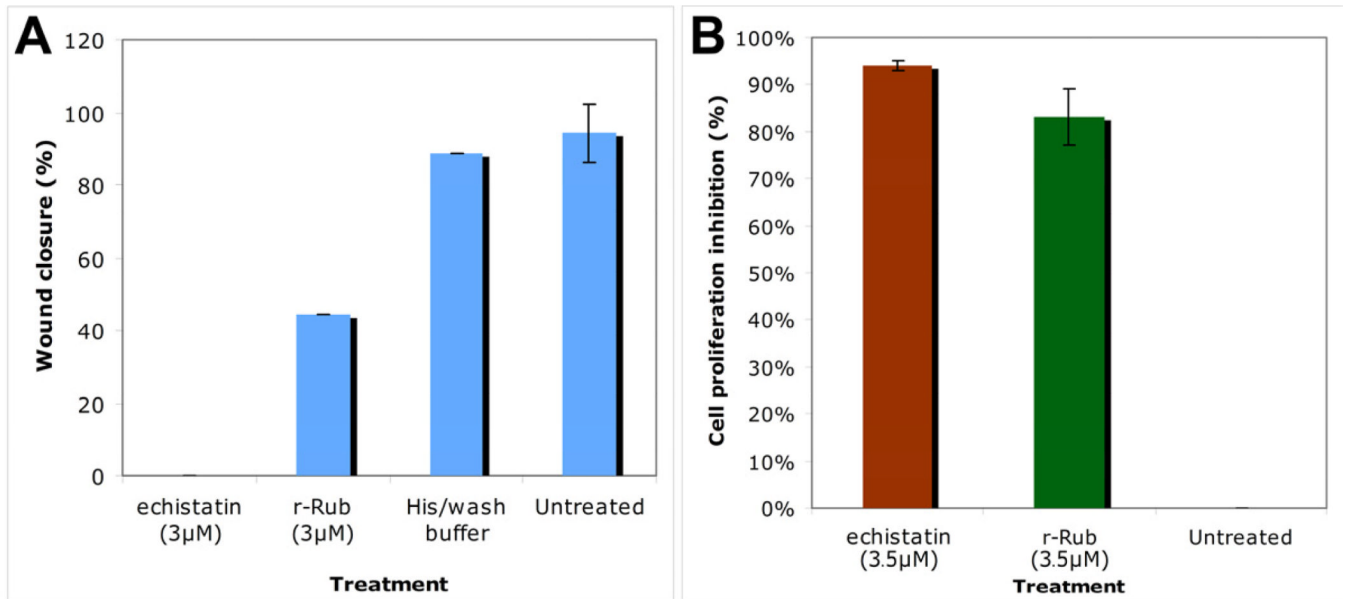 A
120
100
80
60
40
20
0
Wound closure (%)
echistatin
(3µM)
r-Rub
(3µM)
His/wash
buffer
Untreated
Treatment
B
100%
90%
80%
70%
60%
50%
40%
30%
20%
10%
0%
Cell proliferation inhibition (%)
echistatin
(3.5µM)
r-Rub
(3.5µM)
Untreated
Treatment